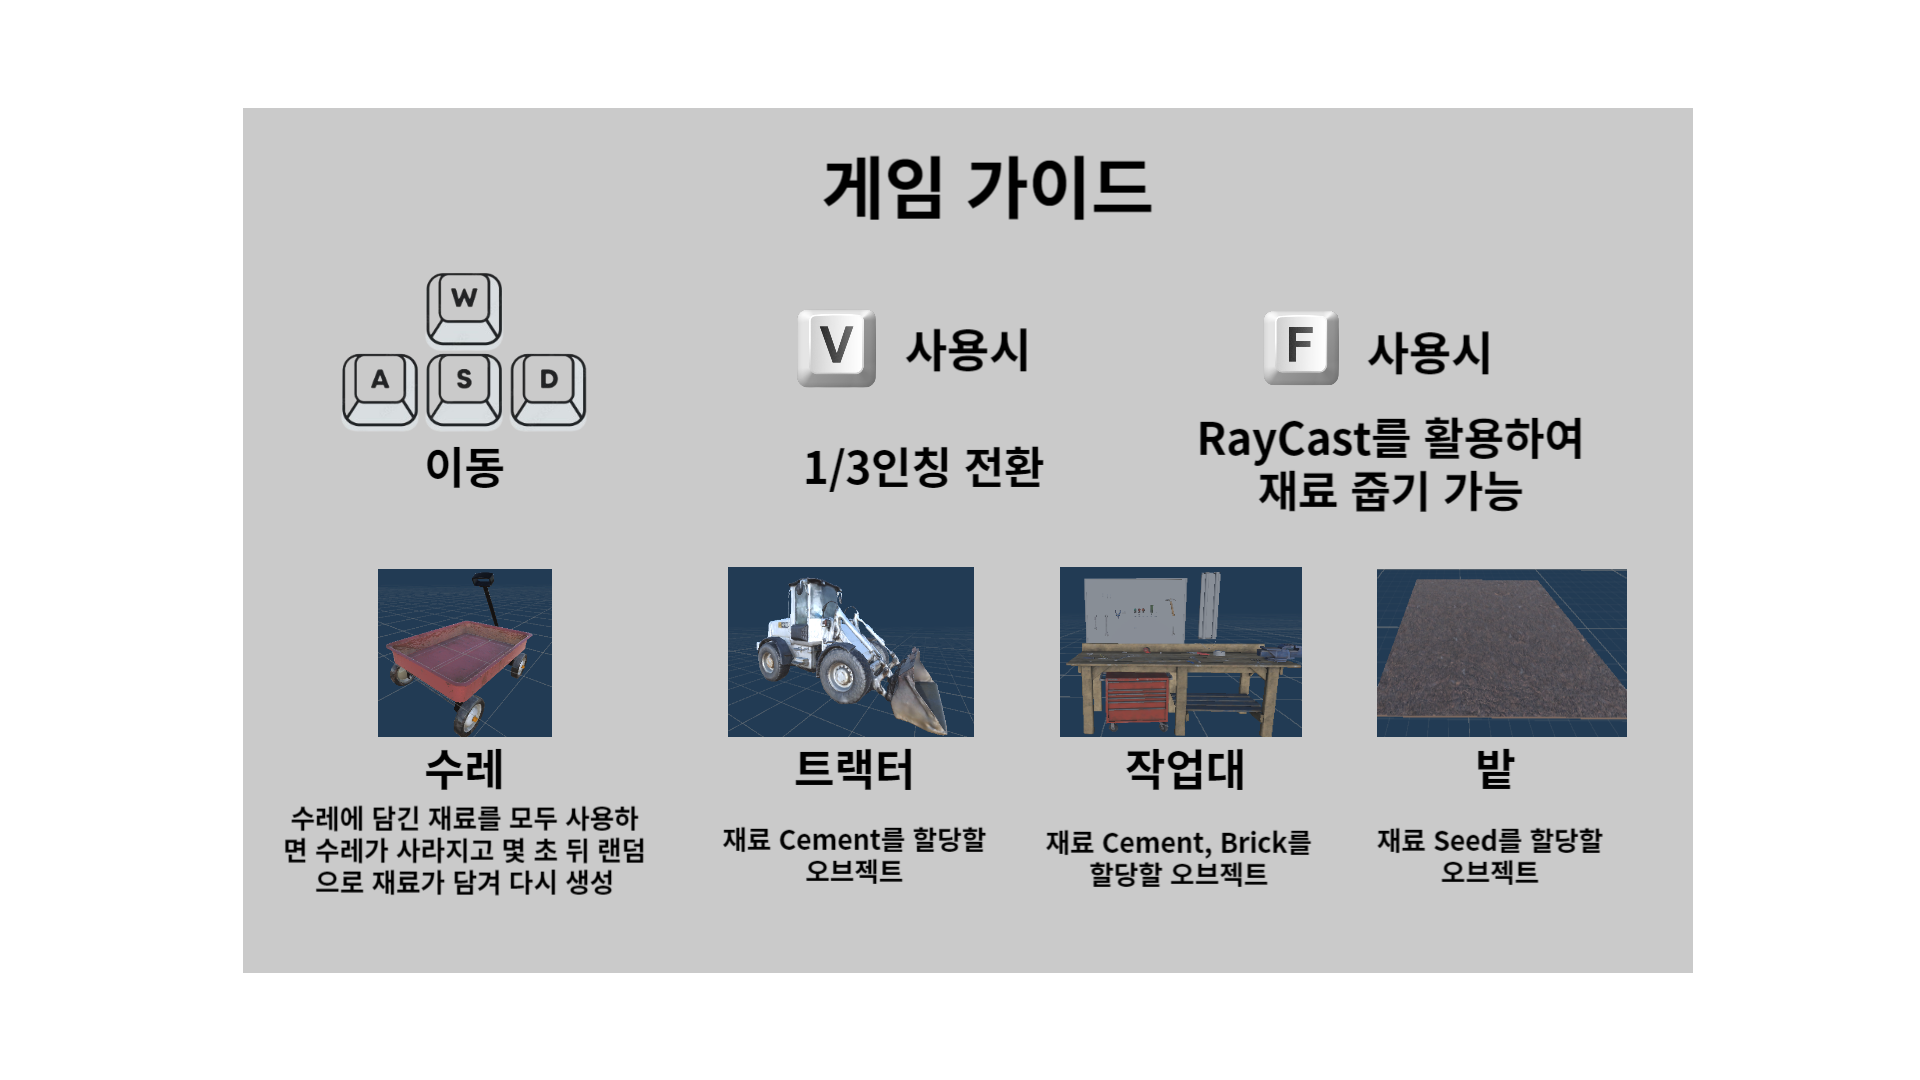 게임 가이드
W
A S D
이동
V 사용시
1/3인칭 전환
F 사용시
RayCast를 활용하여
재료 줍기 가능
수레
수레에 담긴 재료를 모두 사용하
면 수레가 사라지고 몇 초 뒤 랜덤
으로 재료가 담겨 다시 생성
트랙터
재료 Cement를 할당할
오브젝트
작업대
재료 Cement, Brick를
할당할 오브젝트
밭
재료 Seed를 할당할
오브젝트